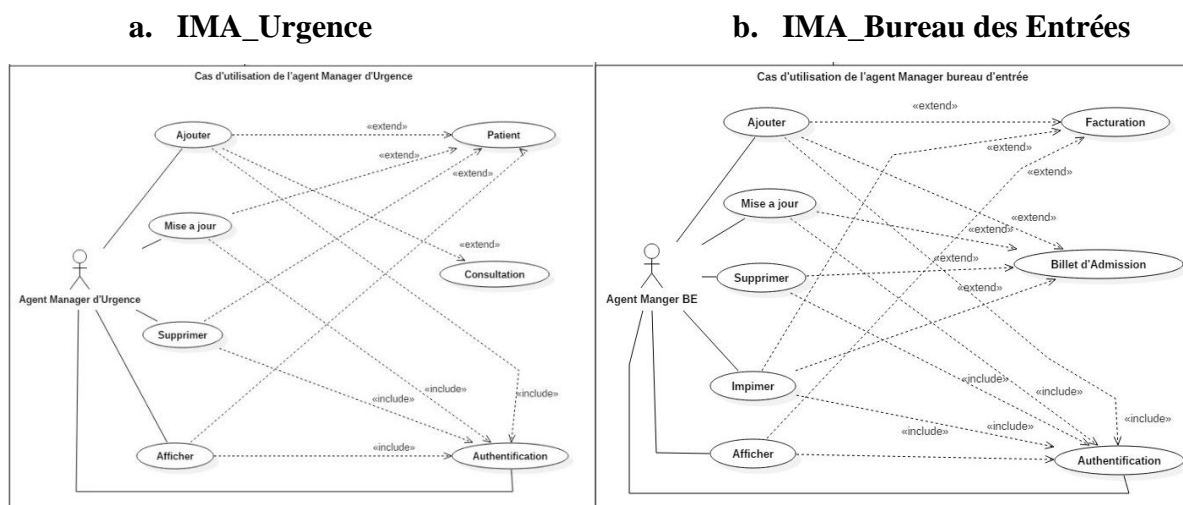 a. IMA_Urgence
b. IMA_Bureau des Entrées
Cas d'utilisation de l'agent Manager d'Urgence
Ajouter
«extend»
Patient
«extend»
«extend»
Mise a jour
«extend»
Consultation
Agent Manager d'Urgence
Supprimer
«include»
«include»
«include»
Afficher
«include»
Authentification
Cas d'utilisation de l'agent Manager bureau d'entrée
«extend»
Ajouter
Facturation
«extend»
«extend»
Mise a jour
«extend»
«extend»
Supprimer
«extend»
Billet d'Admission
«extend»
Agent Manger BE
Impimer
«include»
«include»
«include»
«include»
«include»
Afficher
Authentification